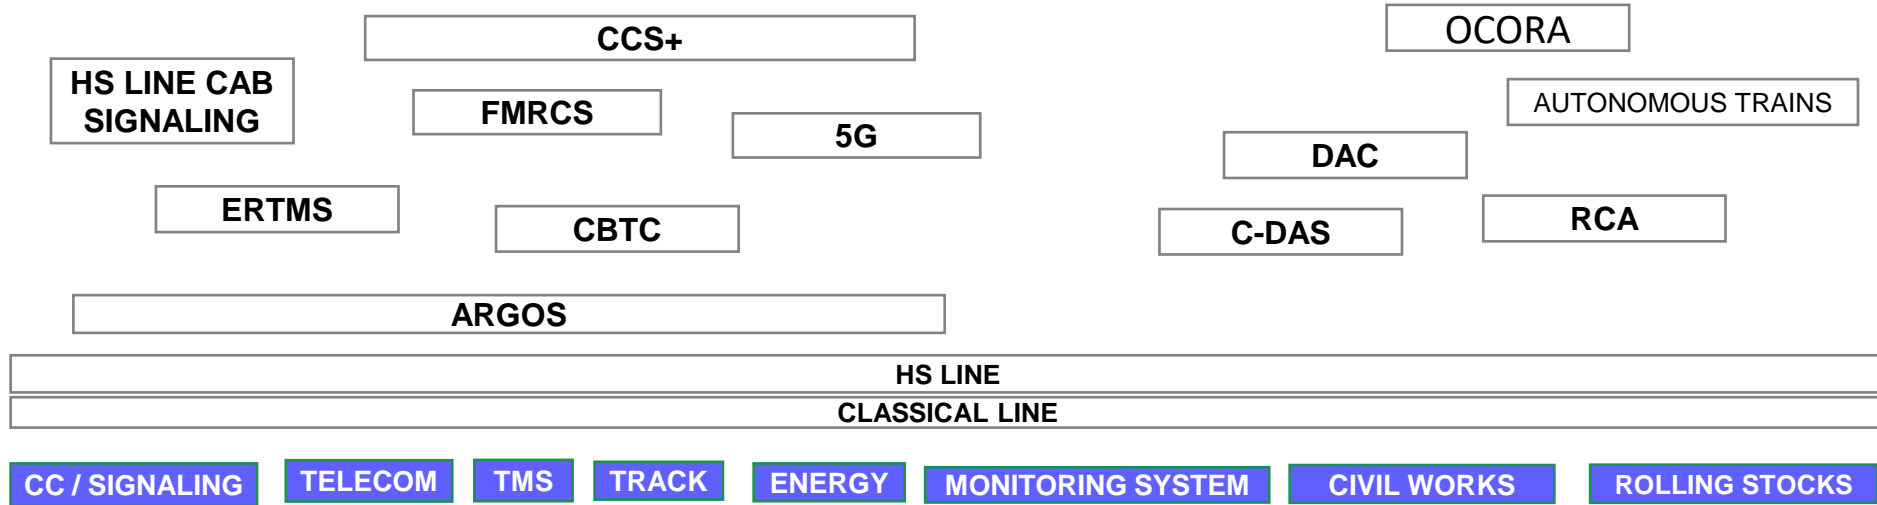 CCS+
OCORA
HS LINE CAB
SIGNALING
FMRCS
AUTONOMOUS TRAINS
5G
DAC
ERTMS
CBTC
C-DAS
RCA
ARGOS
HS LINE
CLASSICAL LINE
CC / SIGNALING
TELECOM
TMS
TRACK
ENERGY
MONITORING SYSTEM
CIVIL WORKS
ROLLING STOCKS